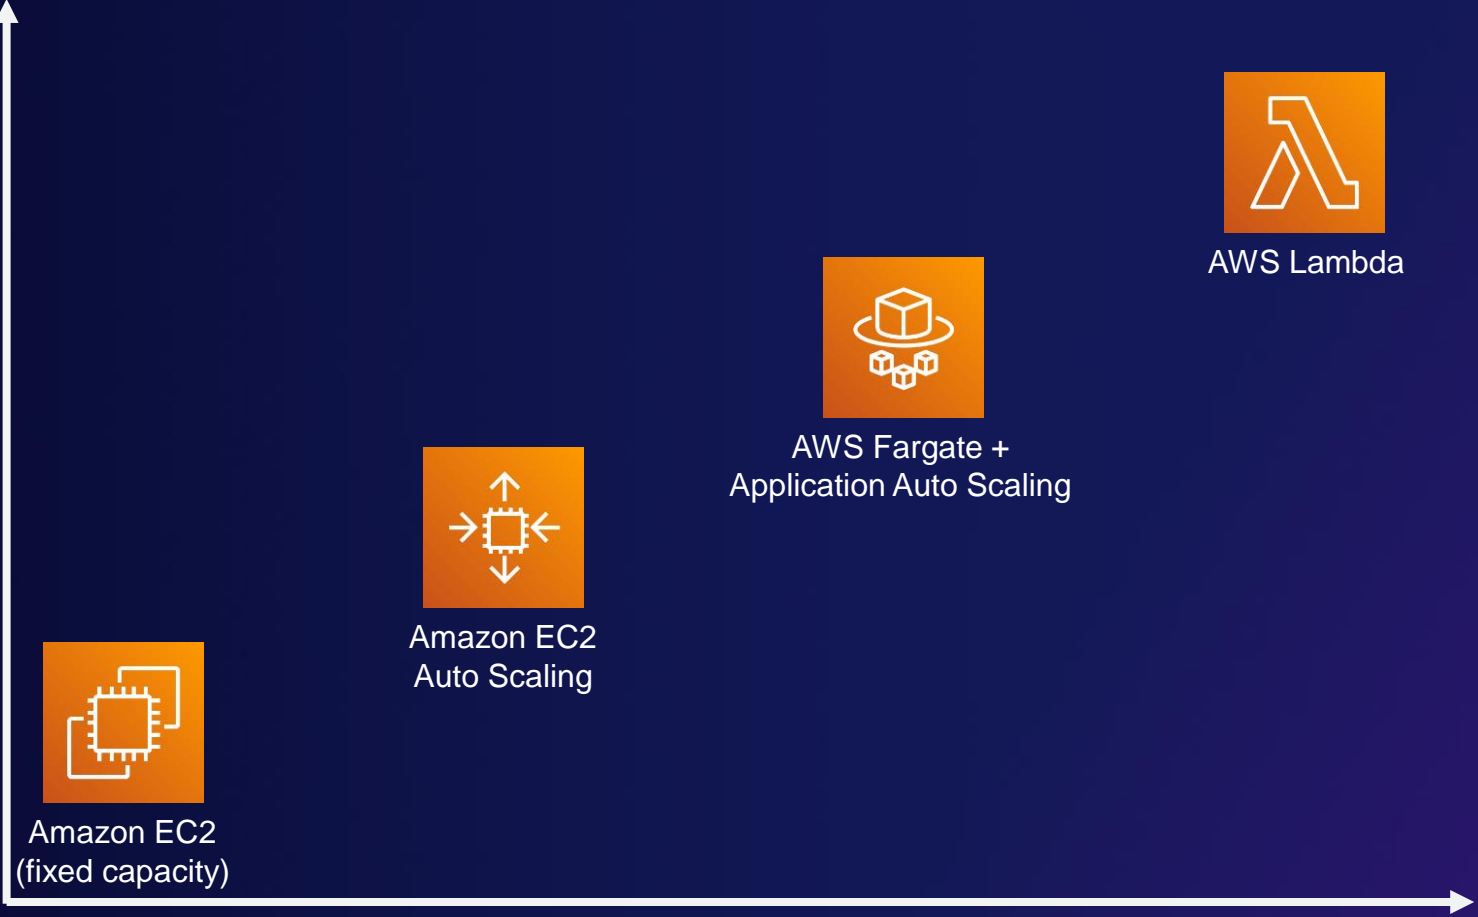 AWS Lambda
AWS Fargate +
Application Auto Scaling
Amazon EC2
Auto Scaling
Amazon EC2
(fixed capacity)